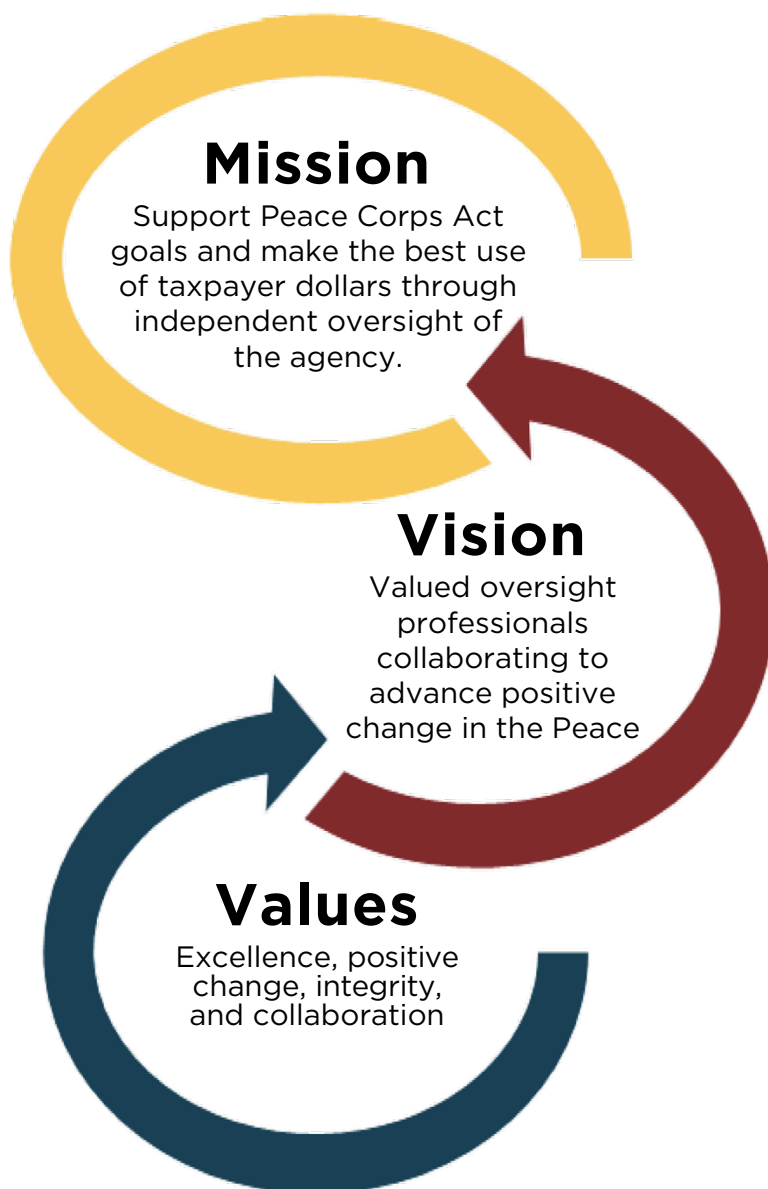 Mission
Support Peace Corps Act
goals and make the best use
of taxpayer dollars through
independent oversight of
the agency.
Vision
Valued oversight
professionals
collaborating to
advance positive
change in the Peace
Values
Excellence, positive
change, integrity,
and collaboration